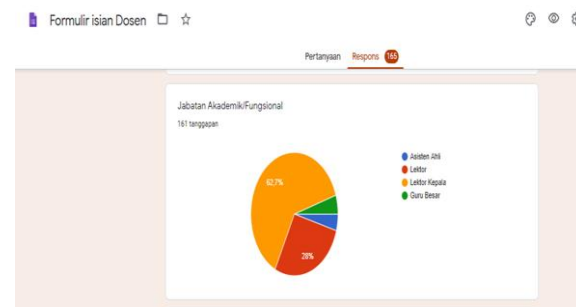 Formulir isian Dosen
Pertanyaan Respons 165
Jabatan Akademik/Fungsional
161 tanggapan
62,7%
28%
Asisten Ahli
Lektor
Lektor Kepala
Guru Besar